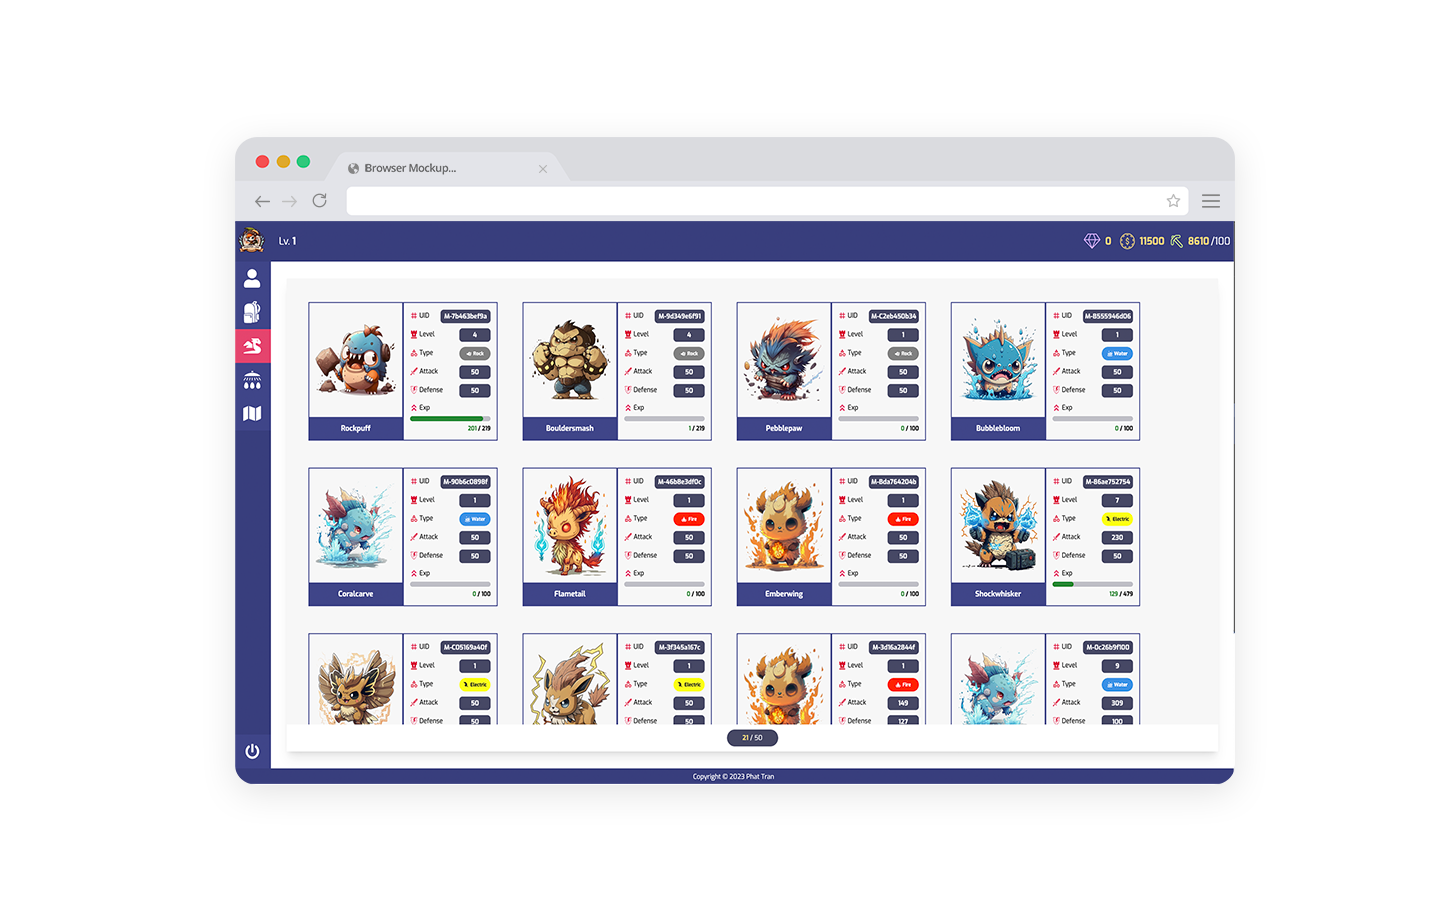 Browser Mockup...
Lv. 1
0 11500 8610/100
UID M-7b463bef9a
Level 4
Type Rock
Attack 50
Defense 50
Exp
201 / 219
Rockpuff
UID M-9d349e6f91
Level 4
Type Rock
Attack 50
Defense 50
Exp
1 / 219
Bouldersmash
UID M-C2eb450b34
Level 1
Type Rock
Attack 50
Defense 50
Exp
0 / 100
Pebblepaw
UID M-B555946d06
Level 1
Type Water
Attack 50
Defense 50
Exp
0 / 100
Bubblebloom
UID M-90b6c0898f
Level 1
Type Water
Attack 50
Defense 50
Exp
0 / 100
Coralcarve
UID M-46b8e3df0c
Level 1
Type Fire
Attack 50
Defense 50
Exp
0 / 100
Flametail
UID M-8da764204b
Level 1
Type Fire
Attack 50
Defense 50
Exp
0 / 100
Emberwing
UID M-86ae752754
Level 7
Type Electric
Attack 230
Defense 50
Exp
129 / 479
Shockwhisker
UID M-C05169a40f
Level 1
Type Electric
Attack 50
Defense 50
UID M-3f345a167c
Level 1
Type Electric
Attack 50
Defense 50
UID M-3d16a2844f
Level 1
Type Fire
Attack 149
Defense 127
UID M-0c26b9f100
Level 9
Type Water
Attack 309
Defense 100
21 / 50
Copyright © 2023 Phat Tran